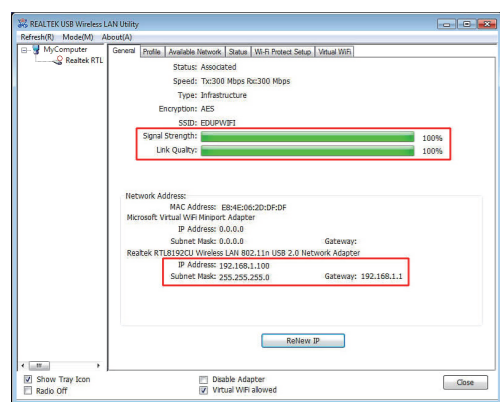 REALTEK USB Wireless LAN Utility
Refresh(R) Mode(M) About(A)
MyComputer
Realtek RTL
General Profile Available Network Status Wi-Fi Protect Setup Virtual WiFi
Status: Associated
Speed: Tx:300 Mbps Rx:300 Mbps
Type: Infrastructure
Encryption: AES
SSID: EDUPWIFI
Signal Strength: 100%
Link Quality: 100%
Network Address:
MAC Address: E8:4E:06:2D:DF:DF
Microsoft Virtual WiFi Miniport Adapter
IP Address: 0.0.0.0
Subnet Mask: 0.0.0.0 Gateway:
Realtek RTL8192CU Wireless LAN 802.11n USB 2.0 Network Adapter
IP Address: 192.168.1.100
Subnet Mask: 255.255.255.0 Gateway: 192.168.1.1
ReNew IP
Show Tray Icon Disable Adapter
Radio Off Virtual WiFi allowed
Close